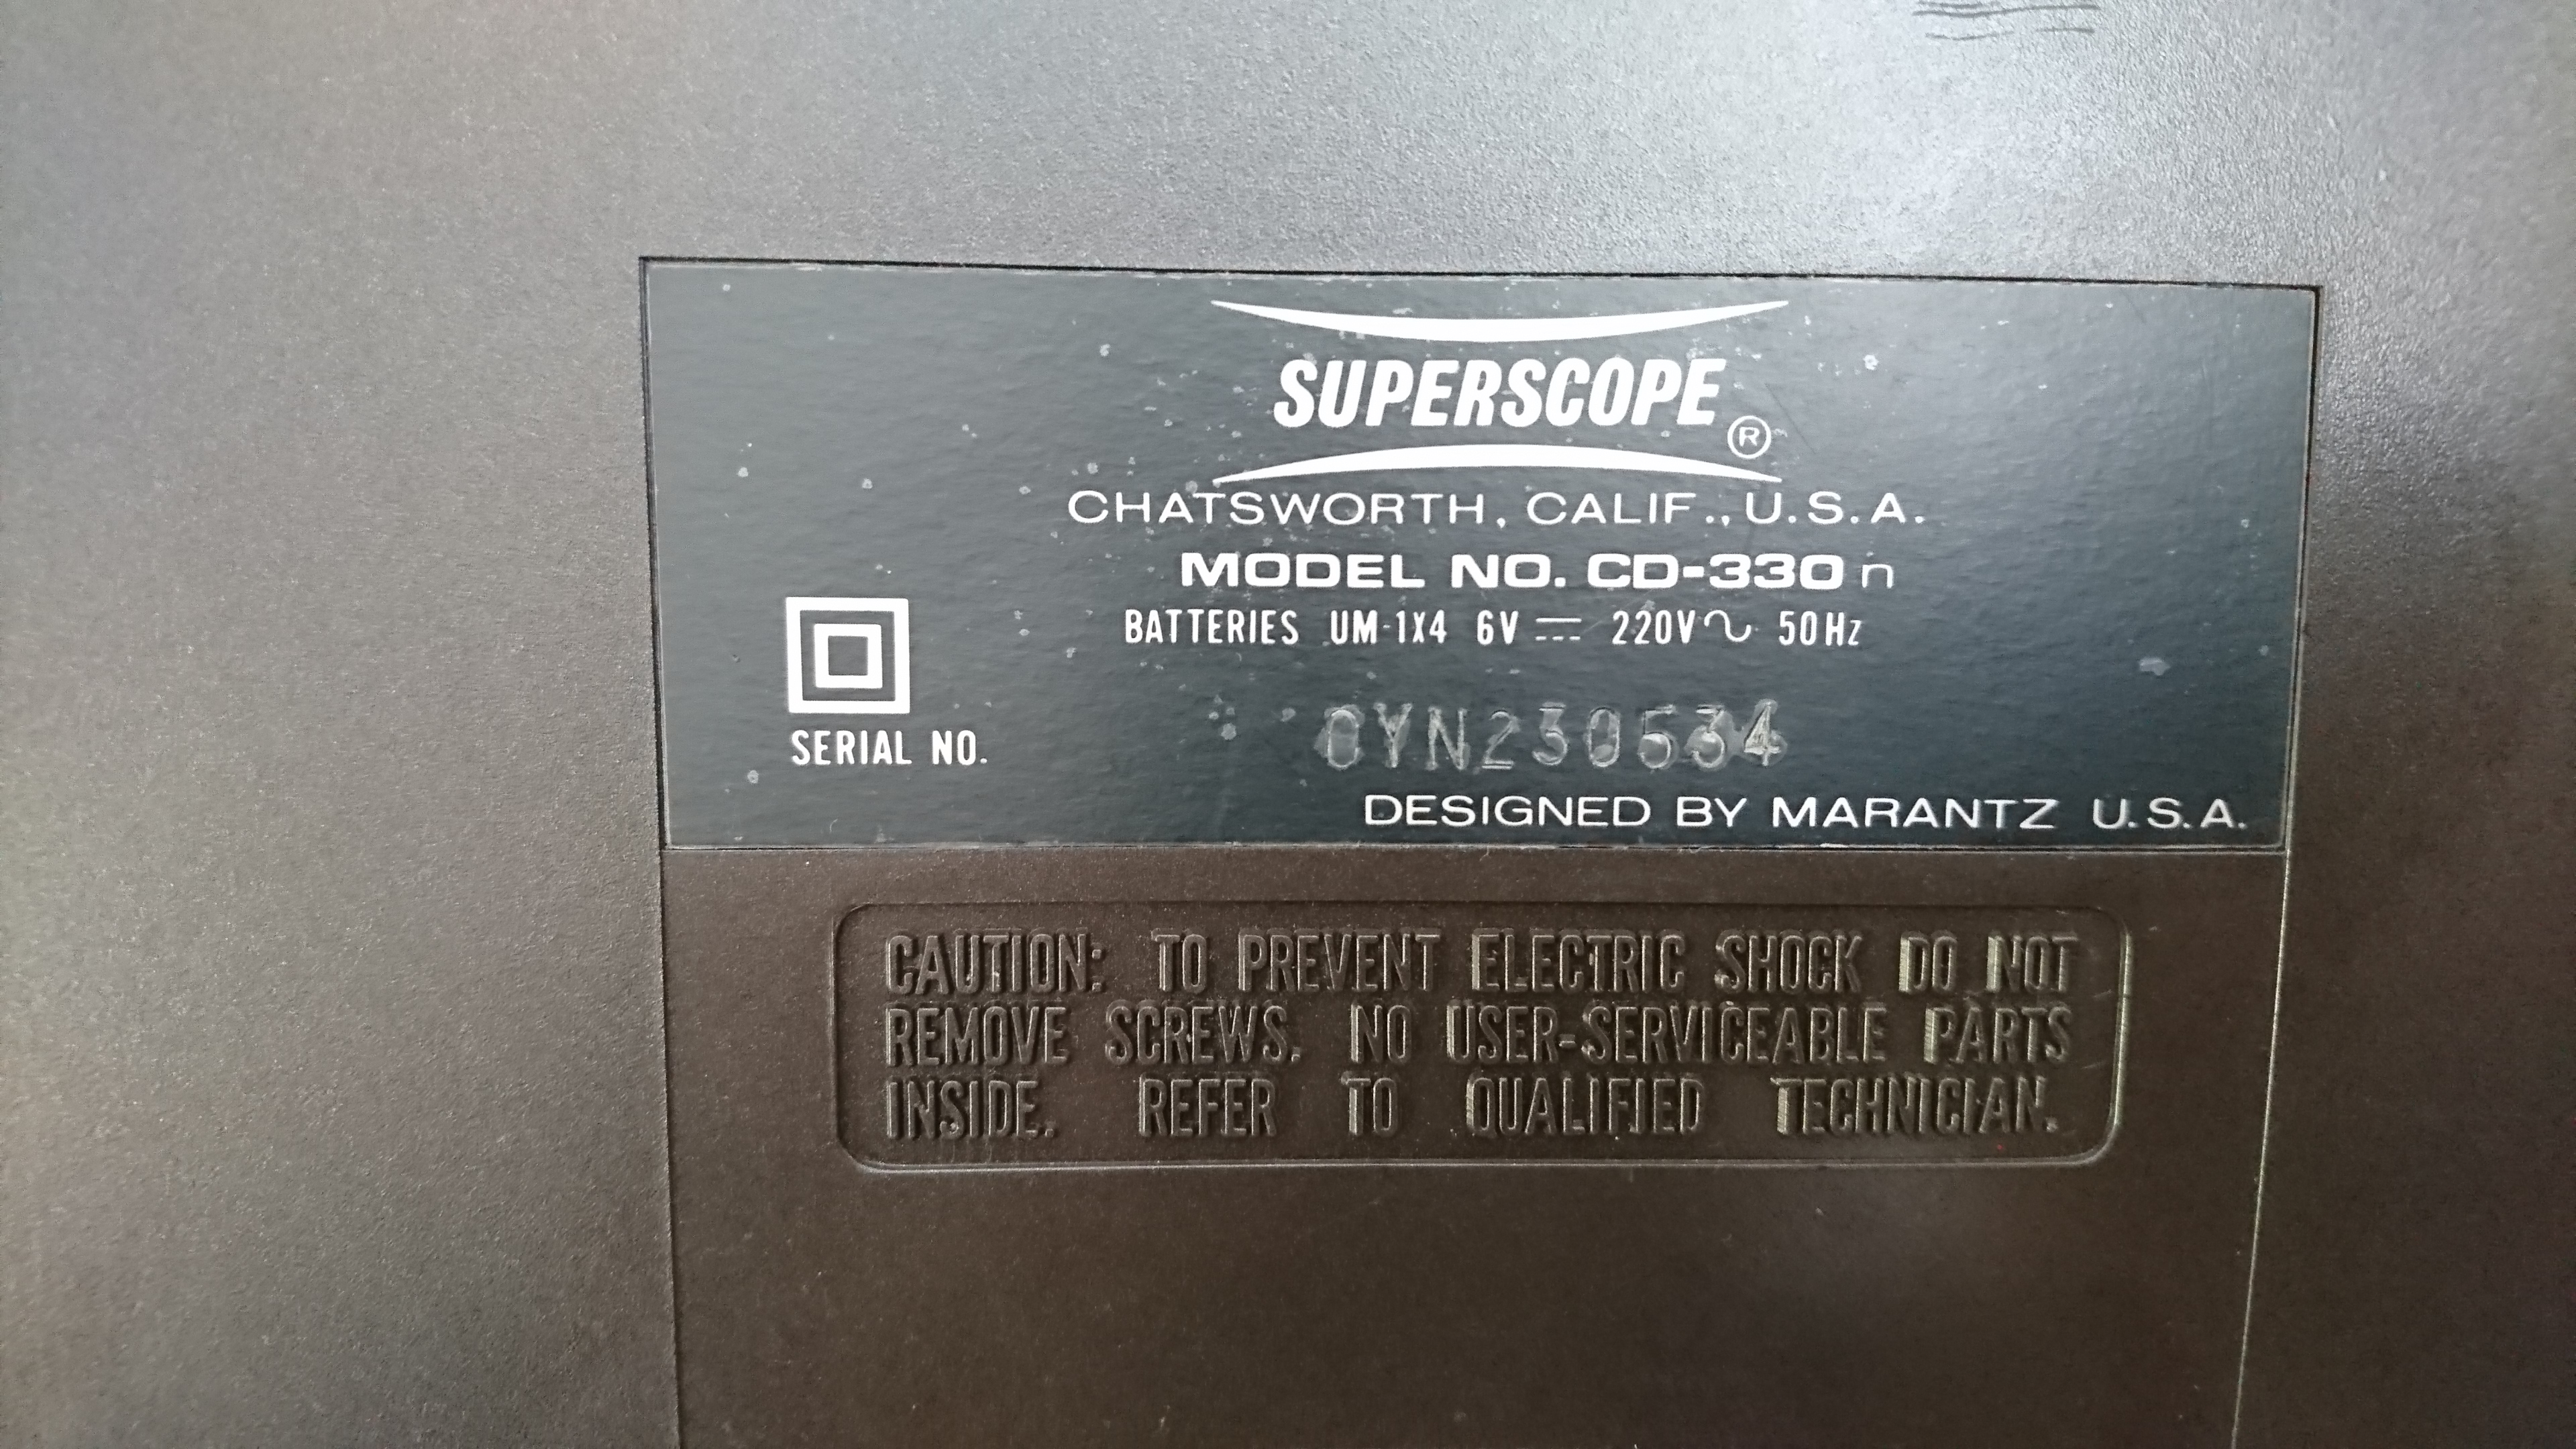 SUPERSCOPE ®
CHATSWORTH, CALIF., U.S.A.
MODEL NO. CD-330 n
BATTERIES UM-1X4 6V ⎓ 220V∿ 50Hz
SERIAL NO.
DESIGNED BY MARANTZ U.S.A.
CAUTION: TO PREVENT ELECTRIC SHOCK DO NOT
REMOVE SCREWS. NO USER-SERVICEABLE PARTS
INSIDE. REFER TO QUALIFIED TECHNICIAN.